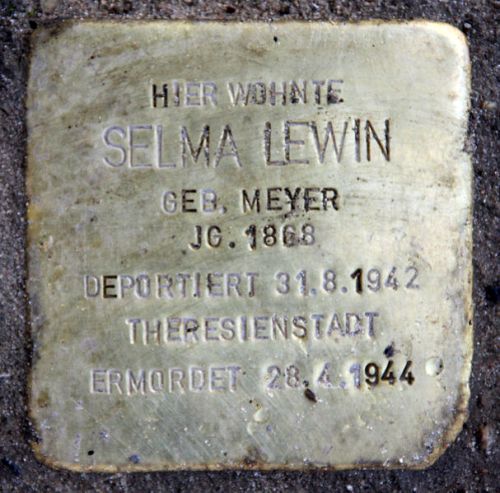 HIER WOHNTE
SELMA LEWIN
GEB. MEYER
JG. 1868
DEPORTIERT 31.8.1942
THERESIENSTADT
ERMORDET 28.4.1944